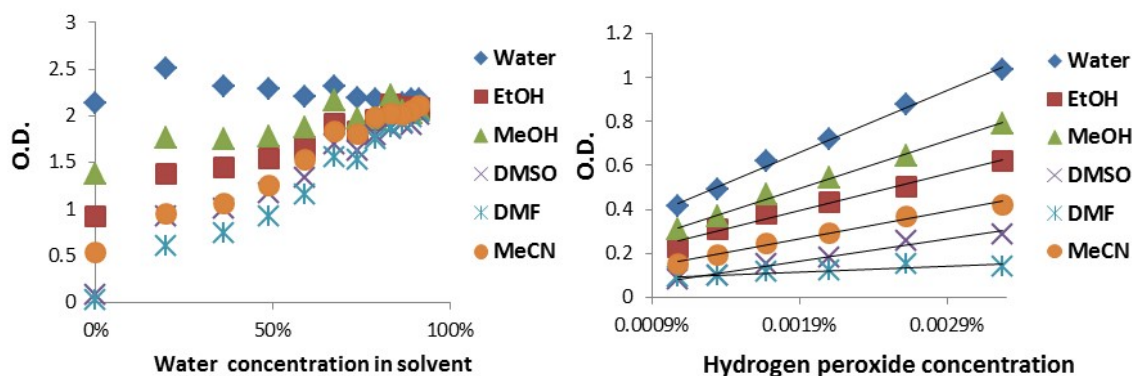 3
2.5
2
1.5
1
0.5
0
O.D.
0%
50%
100%
Water concentration in solvent
Water
EtOH
MeOH
DMSO
DMF
MeCN
1.2
1
0.8
0.6
0.4
0.2
0
O.D.
0.0009%
0.0019%
0.0029%
Hydrogen peroxide concentration
Water
EtOH
MeOH
DMSO
DMF
MeCN